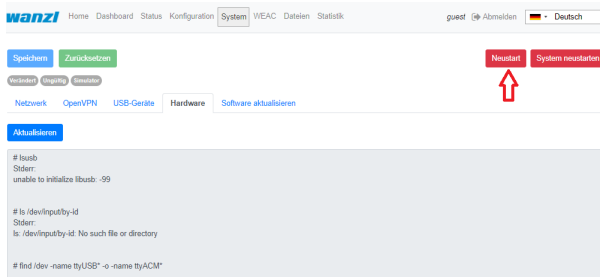 wanzl Home Dashboard Status Konfiguration System WEAC Dateien Statistik guest Abmelden Deutsch
Speichern Zurücksetzen Neustart System neustarten
Verändert Ungültig Simulator
Netzwerk OpenVPN USB-Geräte Hardware Software aktualisieren
Aktualisieren
# lsusb
Stderr:
unable to initialize libusb: -99
# ls /dev/input/by-id
Stderr:
ls: /dev/input/by-id: No such file or directory
# find /dev -name ttyUSB* -o -name ttyACM*